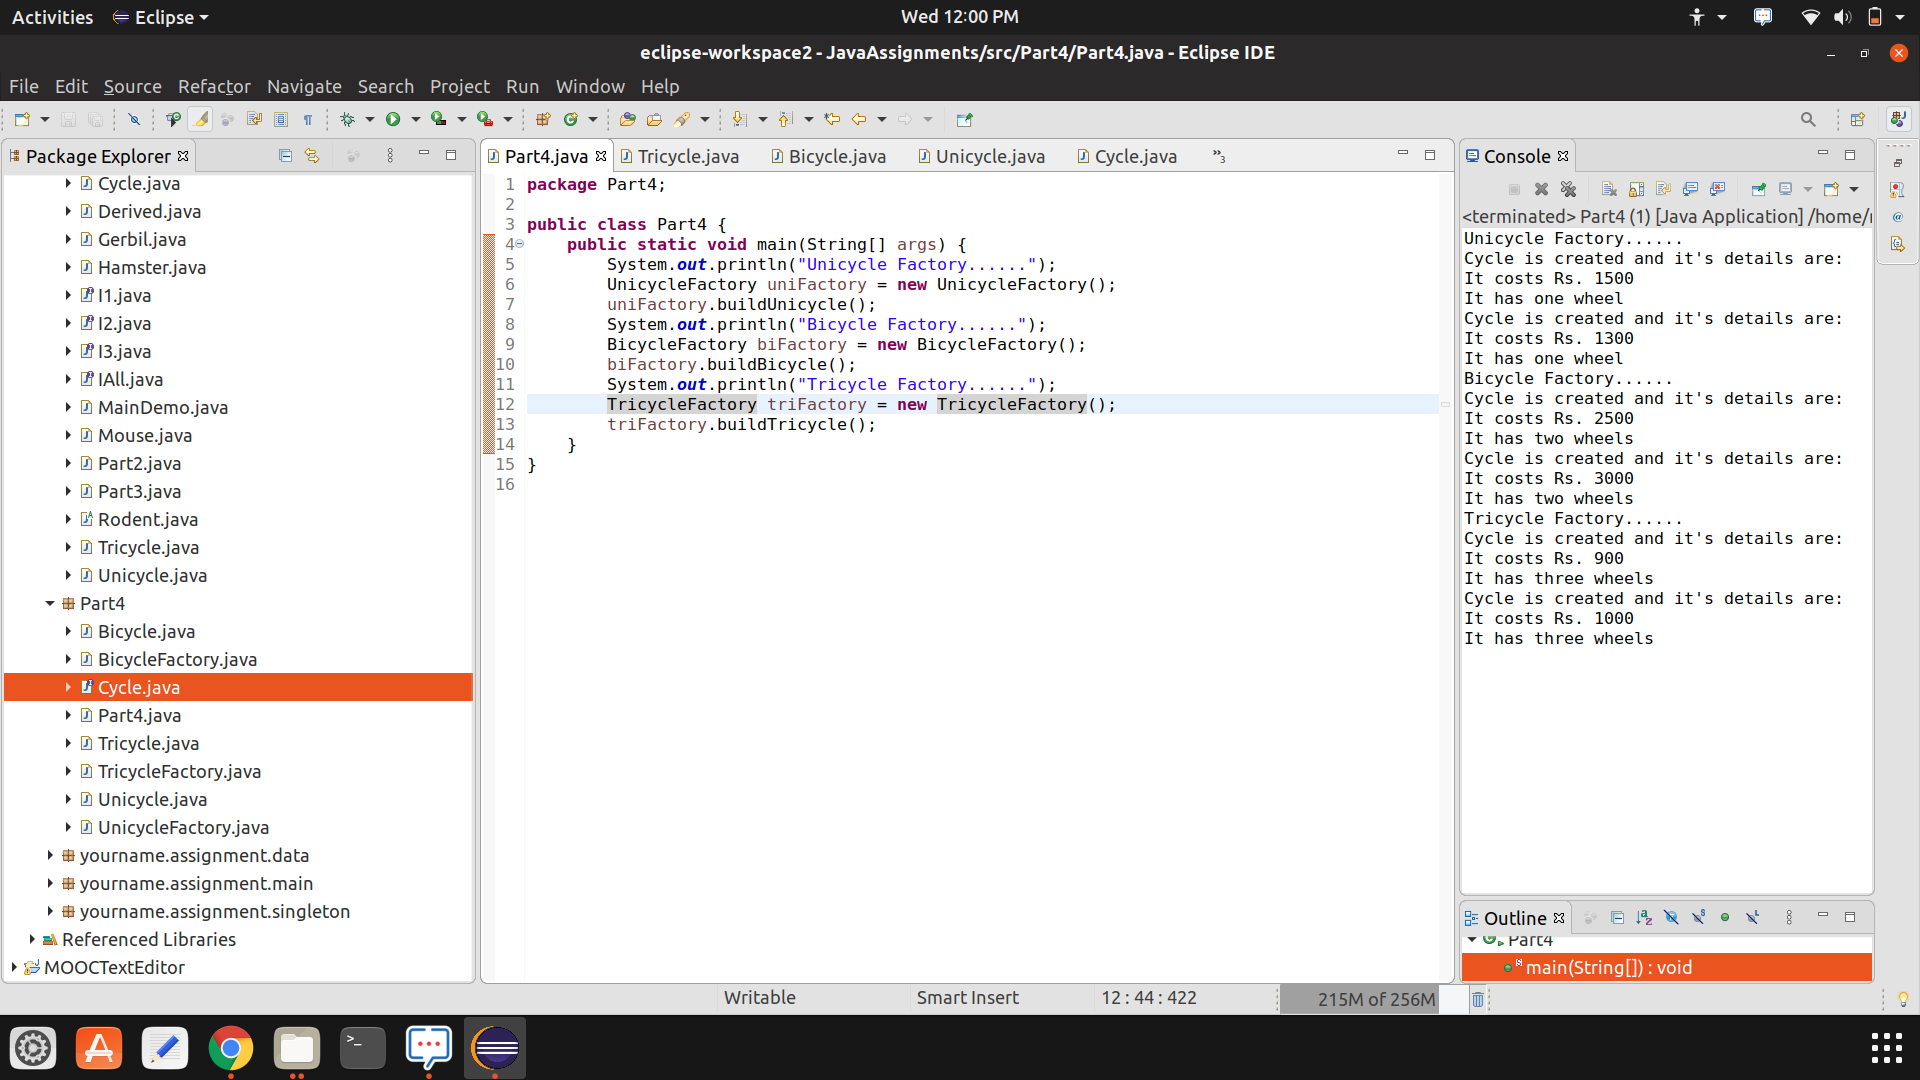 Activities Eclipse Wed 12:00 PM
eclipse-workspace2 - JavaAssignments/src/Part4/Part4.java - Eclipse IDE
File Edit Source Refactor Navigate Search Project Run Window Help
Package Explorer
Cycle.java
Derived.java
Gerbil.java
Hamster.java
I1.java
I2.java
I3.java
IAll.java
MainDemo.java
Mouse.java
Part2.java
Part3.java
Rodent.java
Tricycle.java
Unicycle.java
Part4
Bicycle.java
BicycleFactory.java
Cycle.java
Part4.java
Tricycle.java
TricycleFactory.java
Unicycle.java
UnicycleFactory.java
yourname.assignment.data
yourname.assignment.main
yourname.assignment.singleton
Referenced Libraries
MOOCTextEditor
Part4.java Tricycle.java Bicycle.java Unicycle.java Cycle.java »3
1 package Part4;
2
3 public class Part4 {
4 public static void main(String[] args) {
5 System.out.println("Unicycle Factory......");
6 UnicycleFactory uniFactory = new UnicycleFactory();
7 uniFactory.buildUnicycle();
8 System.out.println("Bicycle Factory......");
9 BicycleFactory biFactory = new BicycleFactory();
10 biFactory.buildBicycle();
11 System.out.println("Tricycle Factory......");
12 TricycleFactory triFactory = new TricycleFactory();
13 triFactory.buildTricycle();
14 }
15 }
16
Console
<terminated> Part4 (1) [Java Application] /home/r
Unicycle Factory......
Cycle is created and it's details are:
It costs Rs. 1500
It has one wheel
Cycle is created and it's details are:
It costs Rs. 1300
It has one wheel
Bicycle Factory......
Cycle is created and it's details are:
It costs Rs. 2500
It has two wheels
Cycle is created and it's details are:
It costs Rs. 3000
It has two wheels
Tricycle Factory......
Cycle is created and it's details are:
It costs Rs. 900
It has three wheels
Cycle is created and it's details are:
It costs Rs. 1000
It has three wheels
Outline
Part4
main(String[]) : void
Writable Smart Insert 12 : 44 : 422 215M of 256M